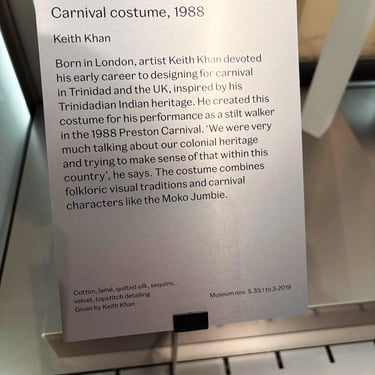 Carnival costume, 1988
Keith Khan
Born in London, artist Keith Khan devoted
his early career to designing for carnival
in Trinidad and the UK, inspired by his
Trinidadian Indian heritage. He created this
costume for his performance as a stilt walker
in the 1988 Preston Carnival. ‘We were very
much talking about our colonial heritage
and trying to make sense of that within this
country’, he says. The costume combines
folkloric visual traditions and carnival
characters like the Moko Jumbie.
Cotton, lamé, quilted silk, sequins,
velvet, topstitch detailing
Given by Keith Khan
Museum nos. S.35:1 to 3-2019